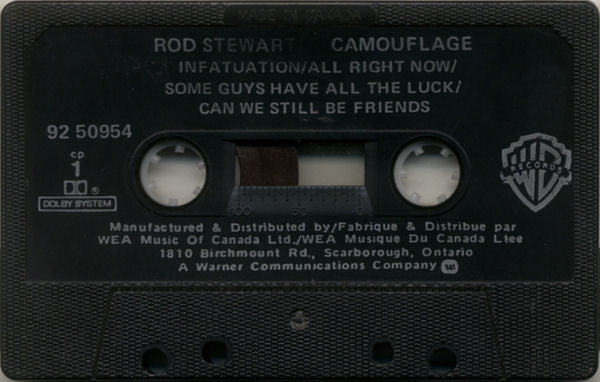 MADE IN CANADA
ROD STEWART CAMOUFLAGE
INFATUATION/ALL RIGHT NOW/
SOME GUYS HAVE ALL THE LUCK/
CAN WE STILL BE FRIENDS
92 50954
cp
1
DOLBY SYSTEM
®
RECORDS
100 50 0
Manufactured & Distributed by/Fabrique & Distribue par
WEA Music Of Canada Ltd./WEA Musique Du Canada Ltee
1810 Birchmount Rd., Scarborough, Ontario
A Warner Communications Company